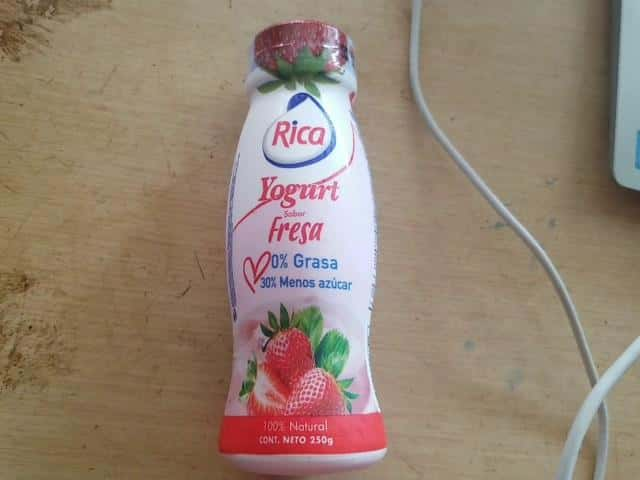 Rica
Yogurt
Sabor
Fresa
0% Grasa
30% Menos azúcar
100% Natural
CONT. NETO 250g